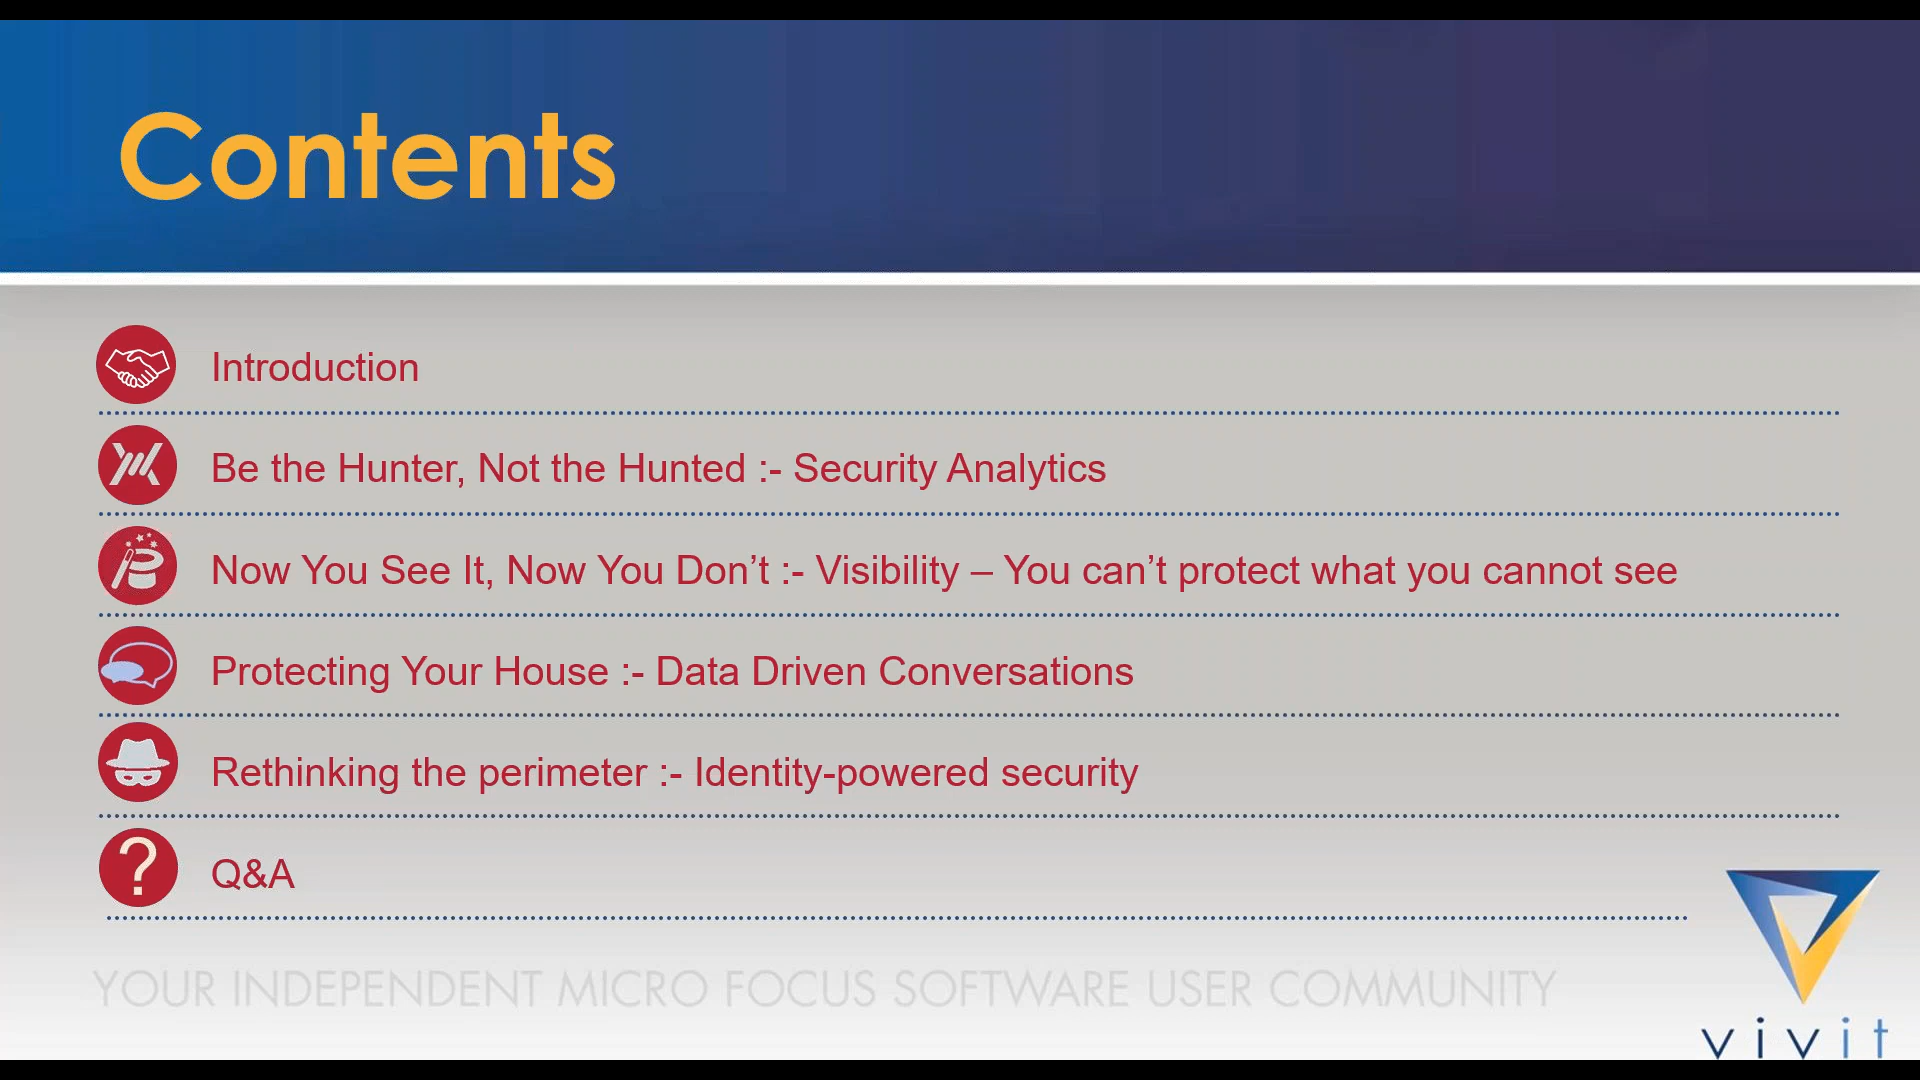 Contents
Introduction
Be the Hunter, Not the Hunted :- Security Analytics
Now You See It, Now You Don’t :- Visibility – You can’t protect what you cannot see
Protecting Your House :- Data Driven Conversations
Rethinking the perimeter :- Identity-powered security
?
Q&A
YOUR INDEPENDENT MICRO FOCUS SOFTWARE USER COMMUNITY
vivit